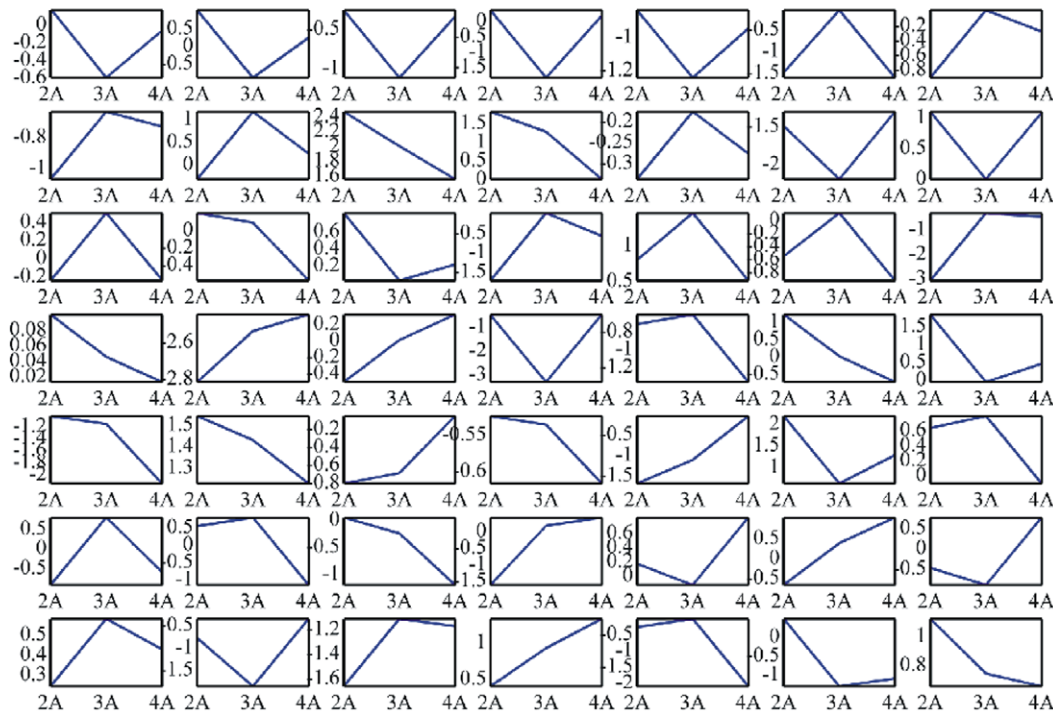 0 -0.2 -0.4 -0.6 0.5 0 -0.5 -0.5 -1 0 -0.5 -1 -1.5 -1 -1.2 -0.5 -1 -1.5 -0.2 -0.4 -0.6 -0.8
2A 3A 4A 2A 3A 4A 2A 3A 4A 2A 3A 4A 2A 3A 4A 2A 3A 4A 2A 3A 4A
-0.8 -1 1 0.5 0 2.4 2.2 2 1.8 1.6 1.5 1 0.5 0 -0.2 -0.25 -0.3 -1.5 -2 1 0.5 0
2A 3A 4A 2A 3A 4A 2A 3A 4A 2A 3A 4A 2A 3A 4A 2A 3A 4A 2A 3A 4A
0.4 0.2 0 -0.2 0 -0.2 -0.4 0.6 0.4 0.2 -0.5 -1 -1.5 1 0.5 0 -0.2 -0.4 -0.6 -0.8 -1 -2 -3
2A 3A 4A 2A 3A 4A 2A 3A 4A 2A 3A 4A 2A 3A 4A 2A 3A 4A 2A 3A 4A
0.08 0.06 0.04 0.02 -2.6 -2.8 0.2 0 -0.2 -0.4 -1 -2 -3 -0.8 -1 -1.2 1 0.5 0 -0.5 1.5 1 0.5 0
2A 3A 4A 2A 3A 4A 2A 3A 4A 2A 3A 4A 2A 3A 4A 2A 3A 4A 2A 3A 4A
-1.2 -1.4 -1.6 -1.8 -2 1.5 1.4 1.3 -0.2 -0.4 -0.6 -0.8 -0.55 -0.6 -0.5 -1 -1.5 2 1.5 1 0.6 0.4 0.2 0
2A 3A 4A 2A 3A 4A 2A 3A 4A 2A 3A 4A 2A 3A 4A 2A 3A 4A 2A 3A 4A
0.5 0 -0.5 0.5 0 -0.5 -1 0 -0.5 -1 0 -0.5 -1 -1.5 0.6 0.4 0.2 0 0.5 0 -0.5 0.5 0 -0.5
2A 3A 4A 2A 3A 4A 2A 3A 4A 2A 3A 4A 2A 3A 4A 2A 3A 4A 2A 3A 4A
0.5 0.4 0.3 -0.5 -1 -1.5 -1.2 -1.4 -1.6 1 0.5 -0.5 -1 -1.5 -2 0 -0.5 -1 1 0.8
2A 3A 4A 2A 3A 4A 2A 3A 4A 2A 3A 4A 2A 3A 4A 2A 3A 4A 2A 3A 4A